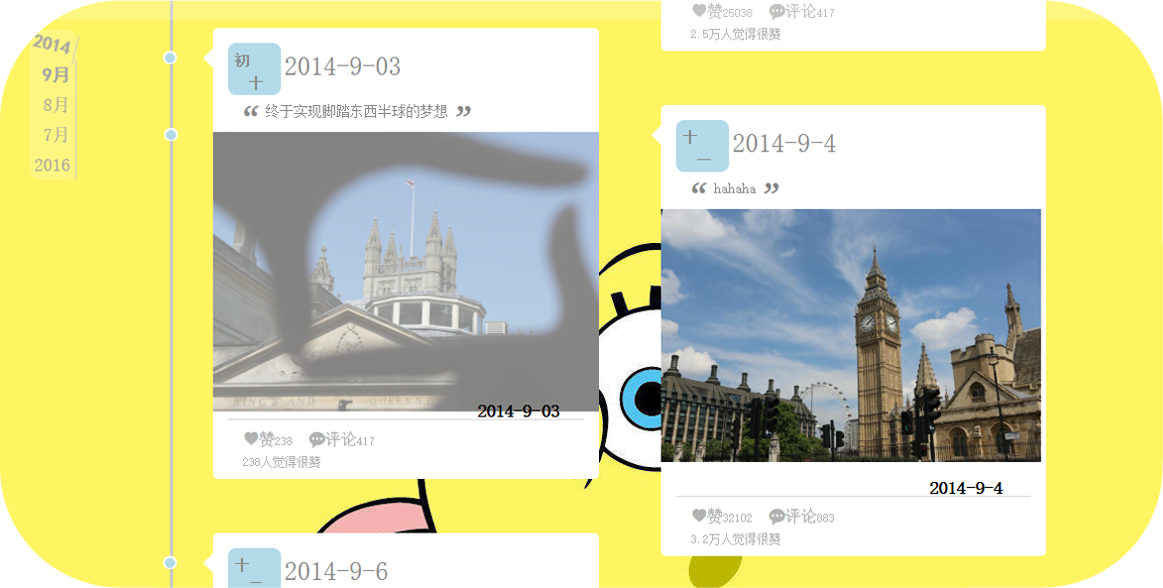 赞25038 评论417
2.5万人觉得很赞
2014
9月
8月
7月
2016
初十
2014-9-03
“ 终于实现脚踏东西半球的梦想 ”
KING'S AND QUEEN'S
2014-9-03
赞238 评论417
238人觉得很赞
十一
2014-9-4
“ hahaha ”
2014-9-4
赞32102 评论883
3.2万人觉得很赞
十一
2014-9-6